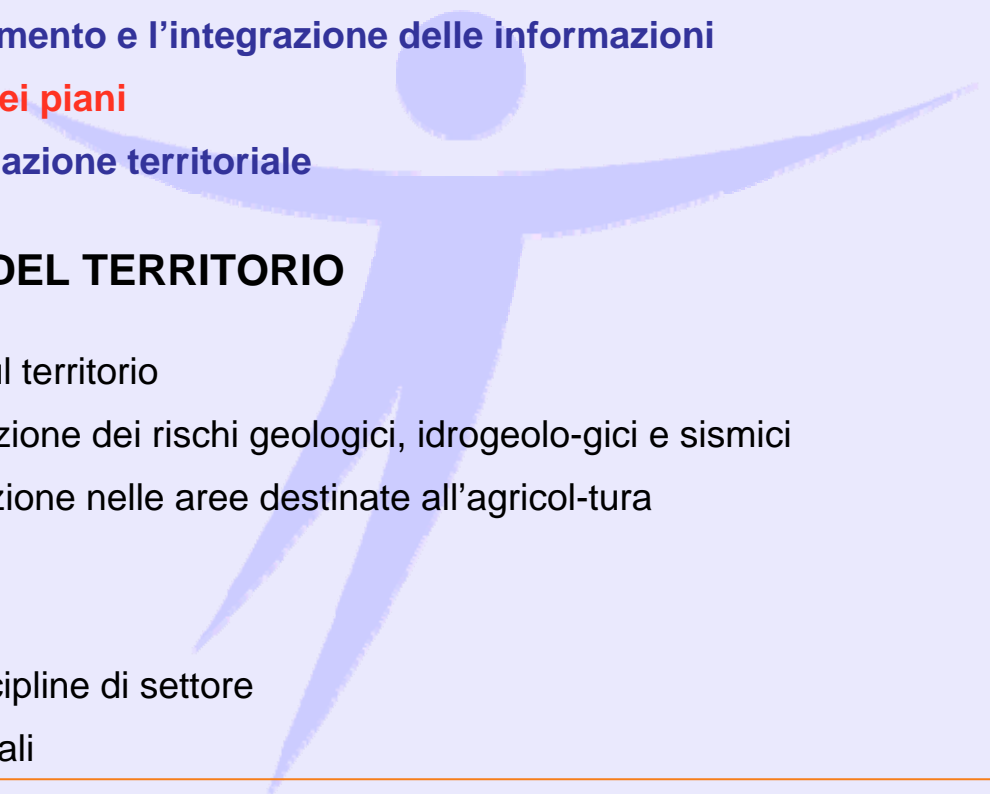 mento e l’integrazione delle informazioni
ei piani
azione territoriale
DEL TERRITORIO
l territorio
zione dei rischi geologici, idrogeolo-gici e sismici
zione nelle aree destinate all’agricol-tura
cipline di settore
ali